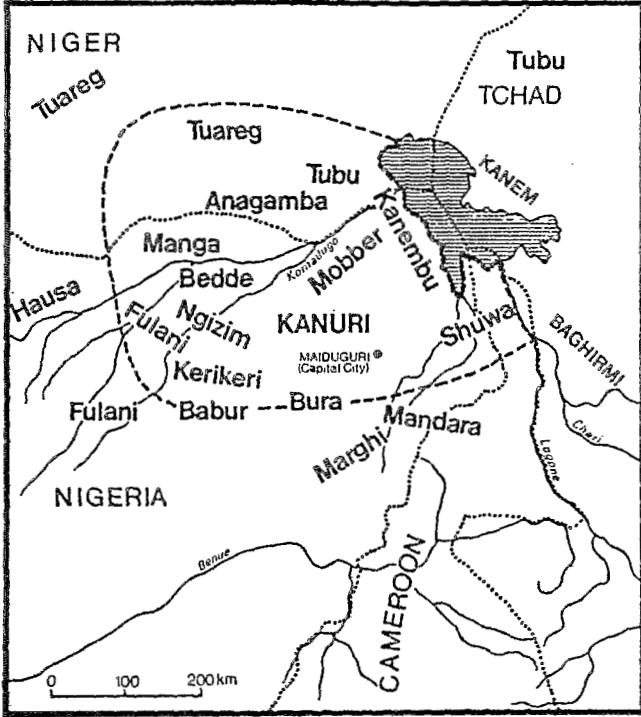 NIGER
Tubu
TCHAD
Tuareg
Tuareg
Tubu
KANEM
Anagamba
Kanembu
Manga
Komadugo
Mobber
Bedde
Hausa
Ngizim
Fulani
KANURI
Shuwa
MAIDUGURI
(Capital City)
BAGHIRMI
Kerikeri
Fulani
Babur
Bura
Mandara
Marghi
Chari
Logone
NIGERIA
Benue
CAMEROON
0 100 200 km